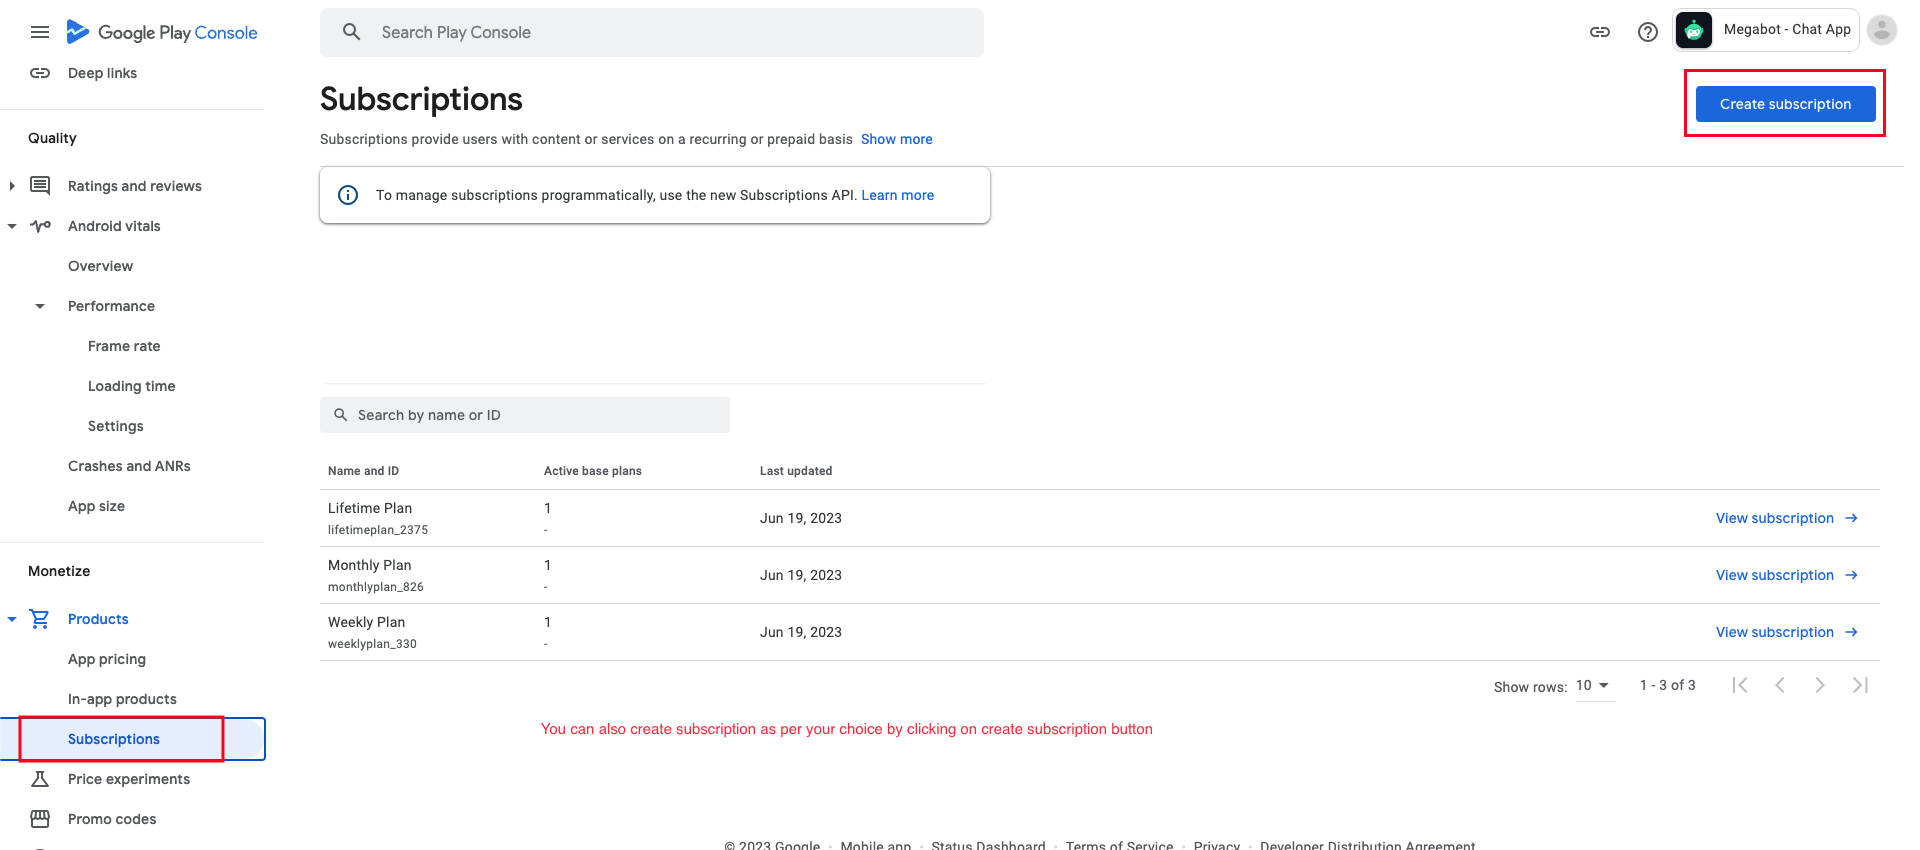 Google Play Console
Search Play Console
Megabot - Chat App
Deep links
Quality
Ratings and reviews
Android vitals
Overview
Performance
Frame rate
Loading time
Settings
Crashes and ANRs
App size
Monetize
Products
App pricing
In-app products
Subscriptions
Price experiments
Promo codes
Subscriptions
Create subscription
Subscriptions provide users with content or services on a recurring or prepaid basis Show more
To manage subscriptions programmatically, use the new Subscriptions API. Learn more
Search by name or ID
Name and ID Active base plans Last updated
Lifetime Plan 1
lifetimeplan_2375 -
Jun 19, 2023 View subscription →
Monthly Plan 1
monthlyplan_826 -
Jun 19, 2023 View subscription →
Weekly Plan 1
weeklyplan_330 -
Jun 19, 2023 View subscription →
Show rows: 10 1 - 3 of 3
You can also create subscription as per your choice by clicking on create subscription button
© 2023 Google · Mobile app · Status Dashboard · Terms of Service · Privacy · Developer Distribution Agreement